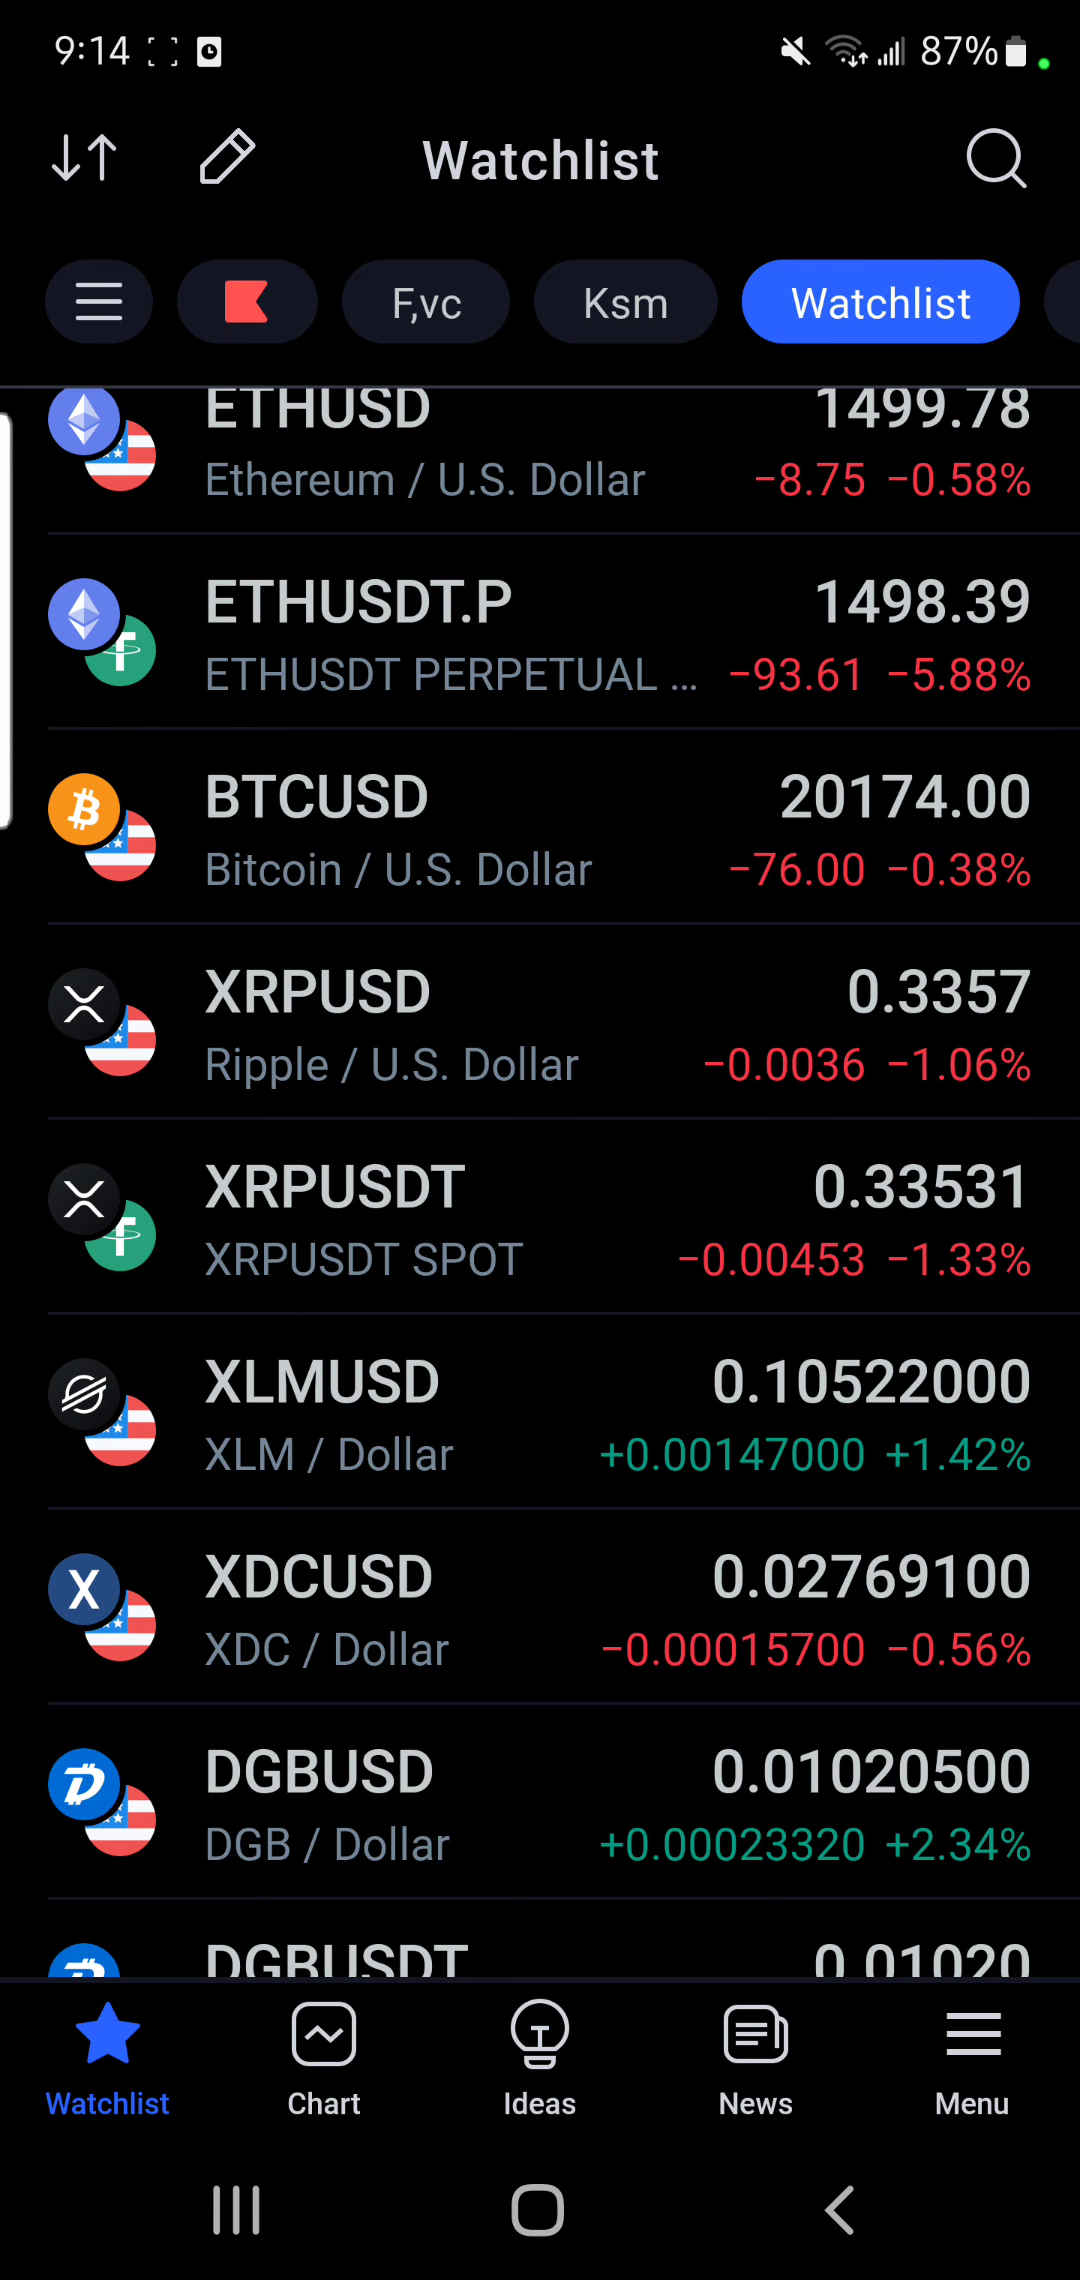 9:14 87%
Watchlist
F,vc Ksm Watchlist
ETHUSD 1499.78
Ethereum / U.S. Dollar −8.75 −0.58%
ETHUSDT.P 1498.39
ETHUSDT PERPETUAL ... −93.61 −5.88%
BTCUSD 20174.00
Bitcoin / U.S. Dollar −76.00 −0.38%
XRPUSD 0.3357
Ripple / U.S. Dollar −0.0036 −1.06%
XRPUSDT 0.33531
XRPUSDT SPOT −0.00453 −1.33%
XLMUSD 0.10522000
XLM / Dollar +0.00147000 +1.42%
XDCUSD 0.02769100
XDC / Dollar −0.00015700 −0.56%
DGBUSD 0.01020500
DGB / Dollar +0.00023320 +2.34%
DGBUSDT 0.01020
Watchlist Chart Ideas News Menu